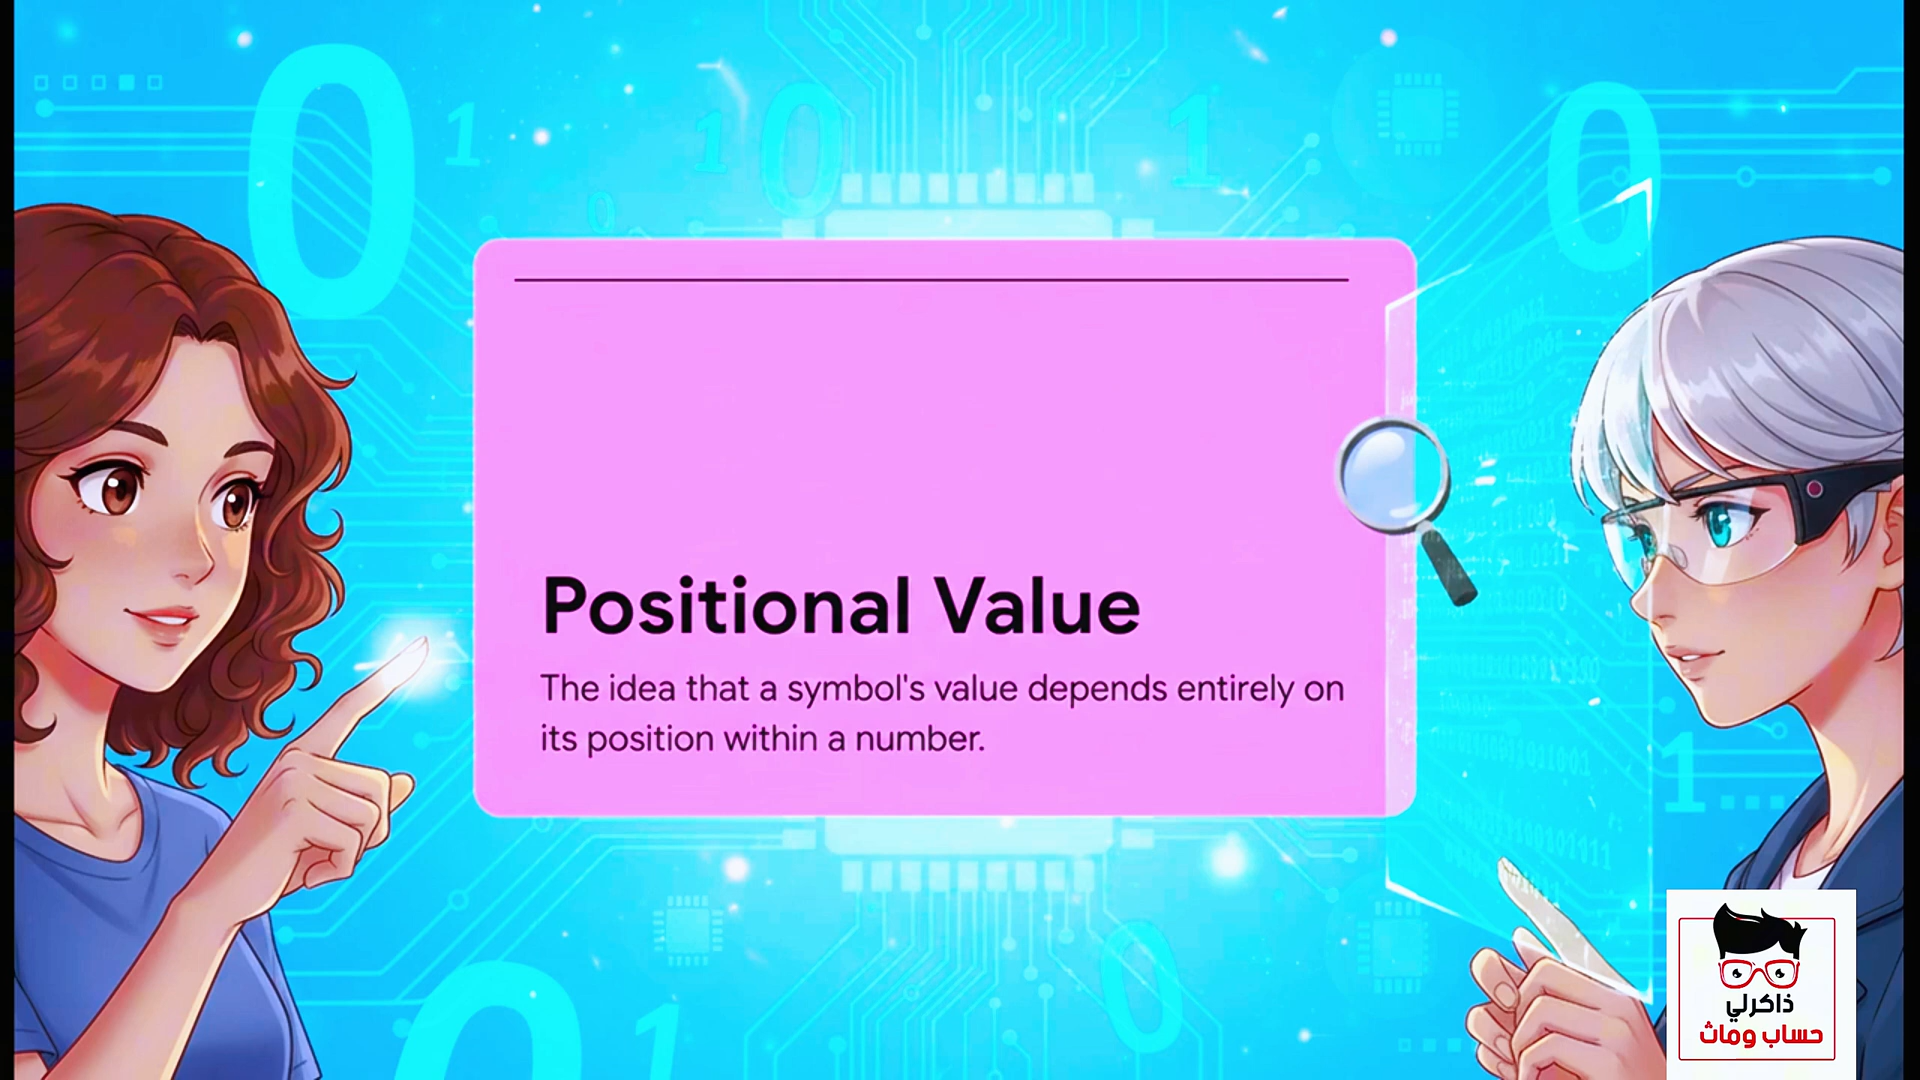 Positional Value
The idea that a symbol's value depends entirely on
its position within a number.
ذاكرلي
حساب وماث